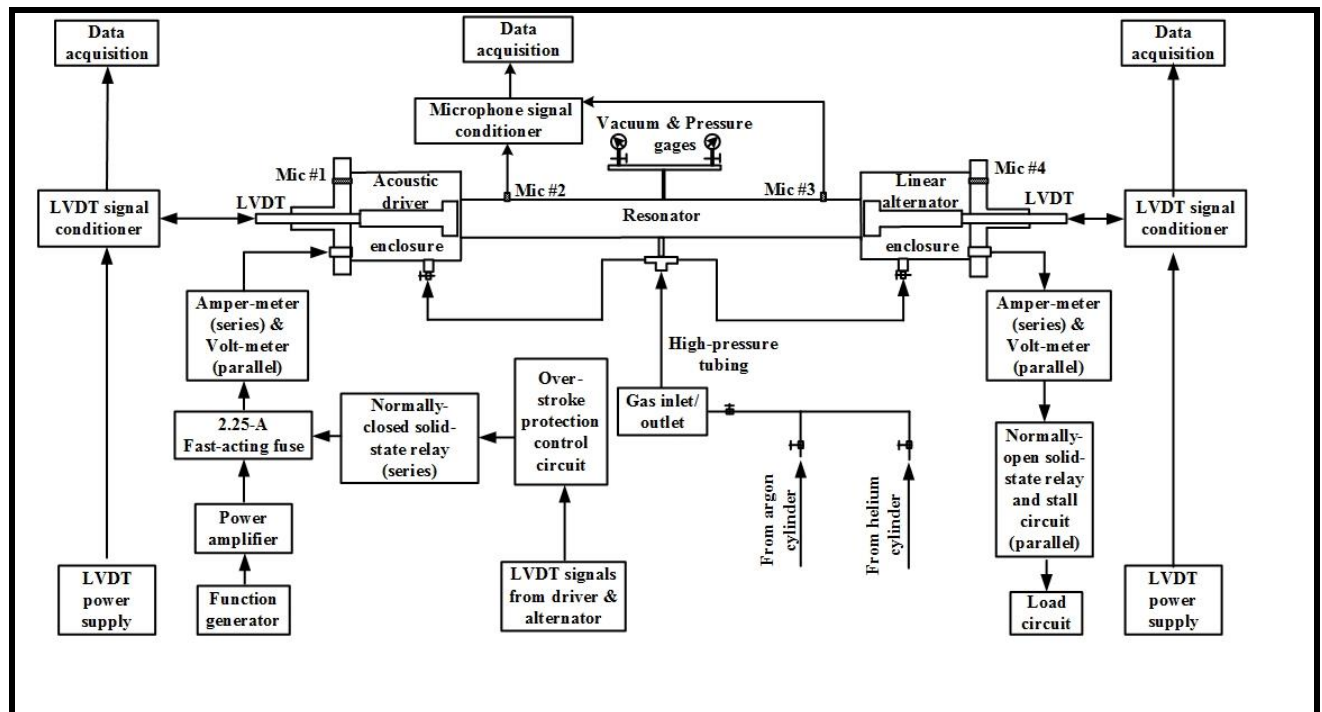 Data
acquisition
Data
acquisition
Data
acquisition
Microphone signal
conditioner
Vacuum & Pressure
gages
Mic #1
Acoustic
driver
enclosure
Mic #2
Resonator
Mic #3
Linear
alternator
enclosure
Mic #4
LVDT
LVDT
LVDT signal
conditioner
LVDT signal
conditioner
Amper-meter
(series) &
Volt-meter
(parallel)
High-pressure
tubing
Amper-meter
(series) &
Volt-meter
(parallel)
2.25-A
Fast-acting fuse
Normally-
closed solid-
state relay
(series)
Over-
stroke
protection
control
circuit
Gas inlet/
outlet
From argon
cylinder
From helium
cylinder
Normally-
open solid-
state relay
and stall
circuit
(parallel)
Power
amplifier
LVDT
power
supply
Function
generator
LVDT signals
from driver &
alternator
Load
circuit
LVDT
power
supply